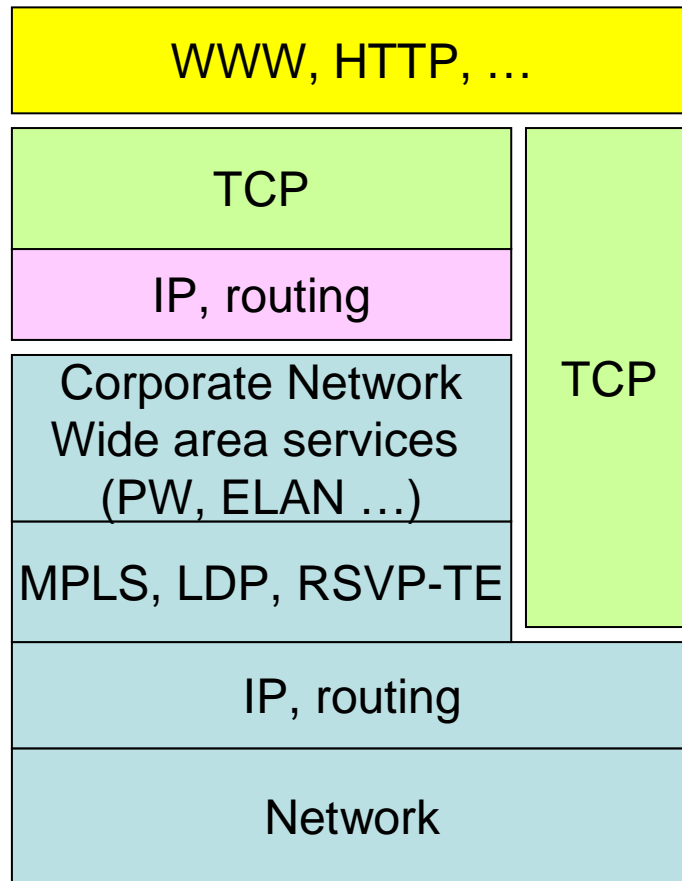 WWW, HTTP, …
TCP
IP, routing
Corporate Network
Wide area services
(PW, ELAN …)
TCP
MPLS, LDP, RSVP-TE
IP, routing
Network